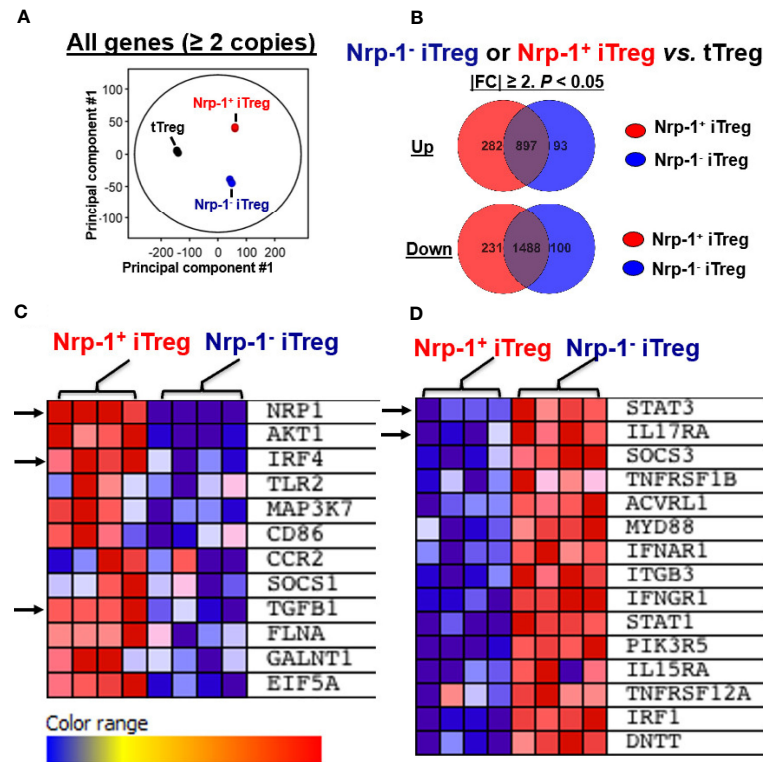 A
All genes (≥ 2 copies)
Principal component #1
100
50
0
-50
-100
Nrp-1⁺ iTreg
tTreg
Nrp-1⁻ iTreg
-200 -100 0 100 200
Principal component #1
B
Nrp-1⁻ iTreg or Nrp-1⁺ iTreg vs. tTreg
|FC| ≥ 2. P < 0.05
Up
282 897 93
Nrp-1⁺ iTreg
Nrp-1⁻ iTreg
Down
231 1488 100
Nrp-1⁺ iTreg
Nrp-1⁻ iTreg
C
Nrp-1⁺ iTreg Nrp-1⁻ iTreg
NRP1
AKT1
IRF4
TLR2
MAP3K7
CD86
CCR2
SOCS1
TGFB1
FLNA
GALNT1
EIF5A
Color range
D
Nrp-1⁺ iTreg Nrp-1⁻ iTreg
STAT3
IL17RA
SOCS3
TNFRSF1B
ACVRL1
MYD88
IFNAR1
ITGB3
IFNGR1
STAT1
PIK3R5
IL15RA
TNFRSF12A
IRF1
DNTT